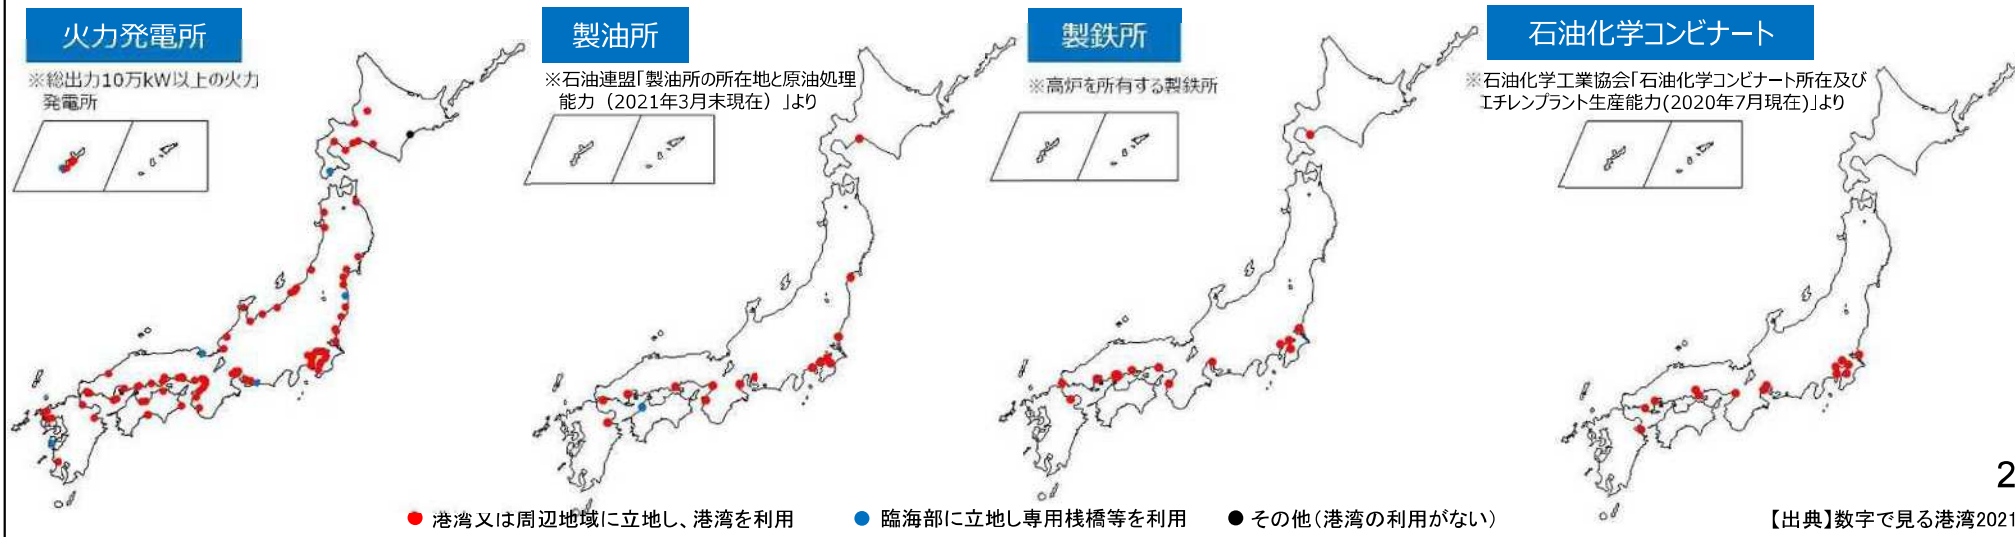 火力発電所
※総出力10万kW以上の火力
発電所
製油所
※石油連盟「製油所の所在地と原油処理
能力（2021年3月末現在）」より
製鉄所
※高炉を所有する製鉄所
石油化学コンビナート
※石油化学工業協会「石油化学コンビナート所在及び
エチレンプラント生産能力(2020年7月現在)」より
港湾又は周辺地域に立地し、港湾を利用
臨海部に立地し専用桟橋等を利用
その他(港湾の利用がない)
2
【出典】数字で見る港湾2021